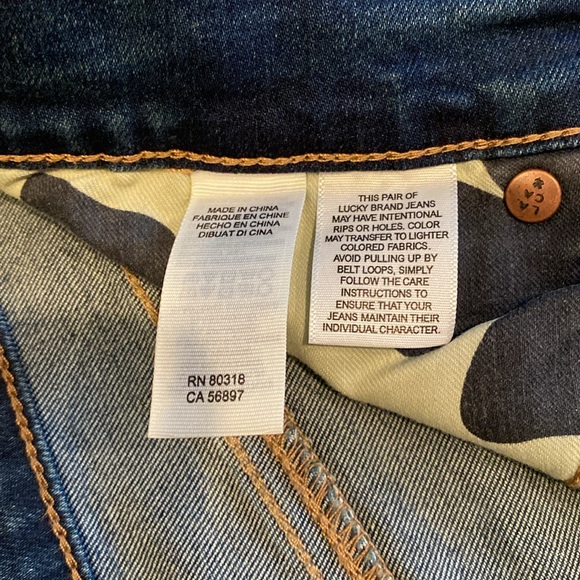 MADE IN CHINA
FABRIQUE EN CHINE
HECHO EN CHINA
DIBUAT DI CINA
RN 80318
CA 56897
THIS PAIR OF
LUCKY BRAND JEANS
MAY HAVE INTENTIONAL
RIPS OR HOLES. COLOR
MAY TRANSFER TO LIGHTER
COLORED FABRICS.
AVOID PULLING UP BY
BELT LOOPS, SIMPLY
FOLLOW THE CARE
INSTRUCTIONS TO
ENSURE THAT YOUR
JEANS MAINTAIN THEIR
INDIVIDUAL CHARACTER.